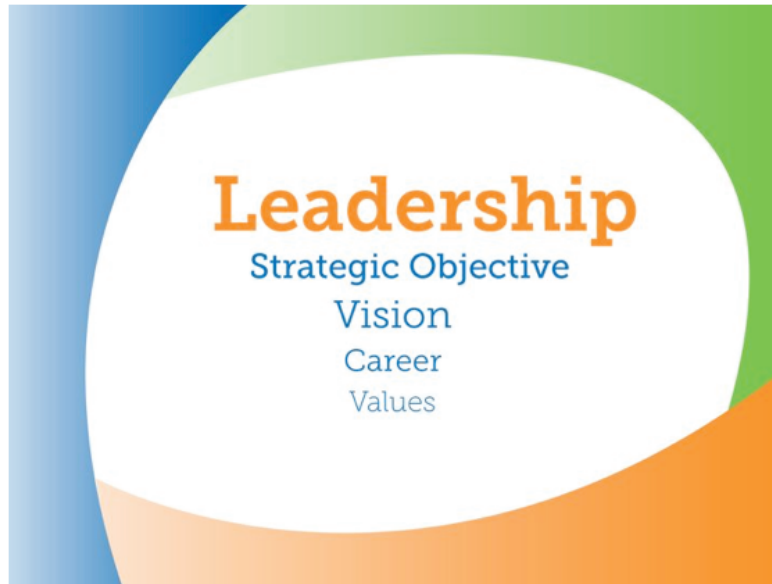 Leadership
Strategic Objective
Vision
Career
Values